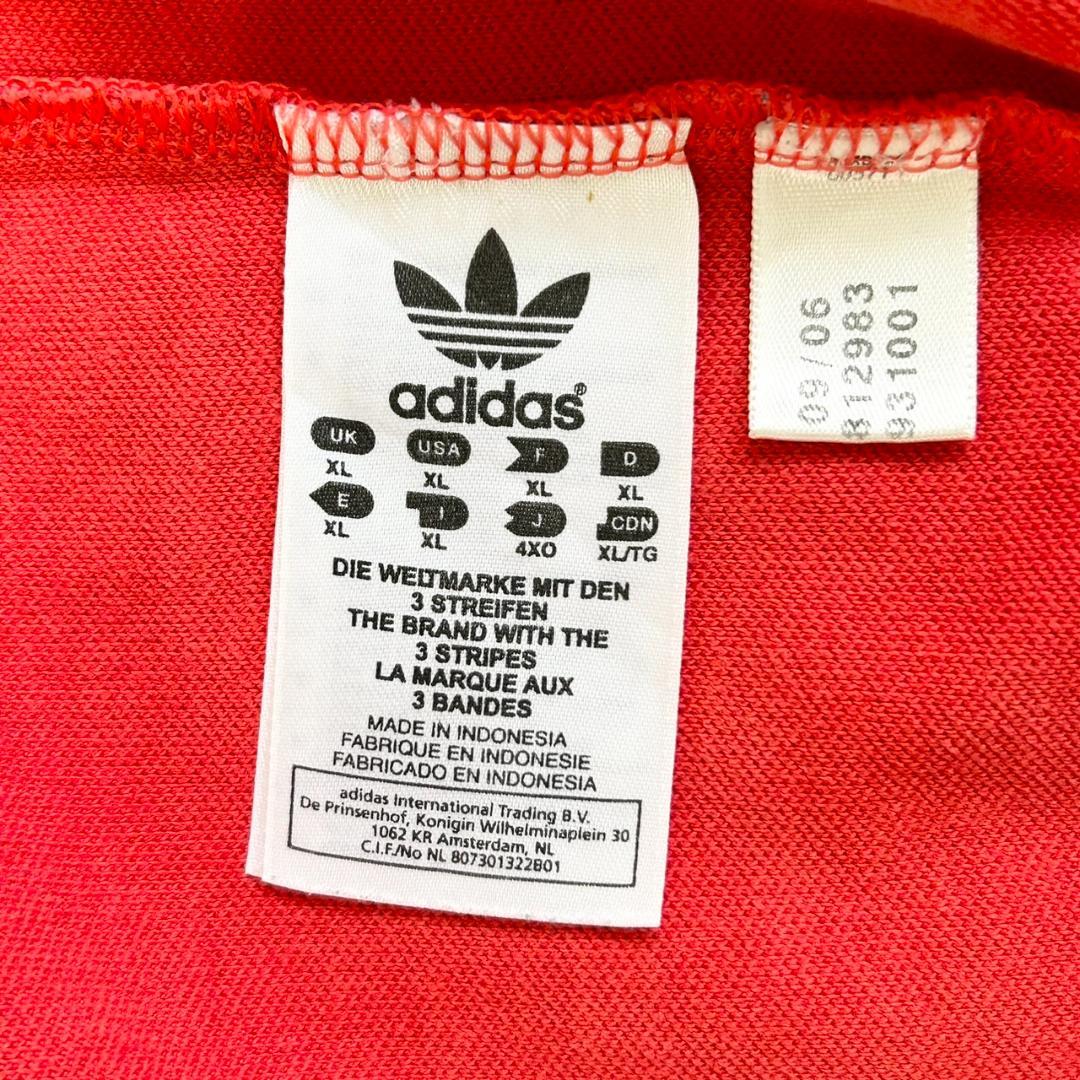 adidas®
UK USA F D
XL XL XL XL
E I J CDN
XL XL 4XO XL/TG
DIE WELTMARKE MIT DEN
3 STREIFEN
THE BRAND WITH THE
3 STRIPES
LA MARQUE AUX
3 BANDES
MADE IN INDONESIA
FABRIQUE EN INDONESIE
FABRICADO EN INDONESIA
adidas International Trading B.V.
De Prinsenhof, Konigin Wilhelminaplein 30
1062 KR Amsterdam, NL
C.I.F./No NL 807301322B01
09/06
812983
931001